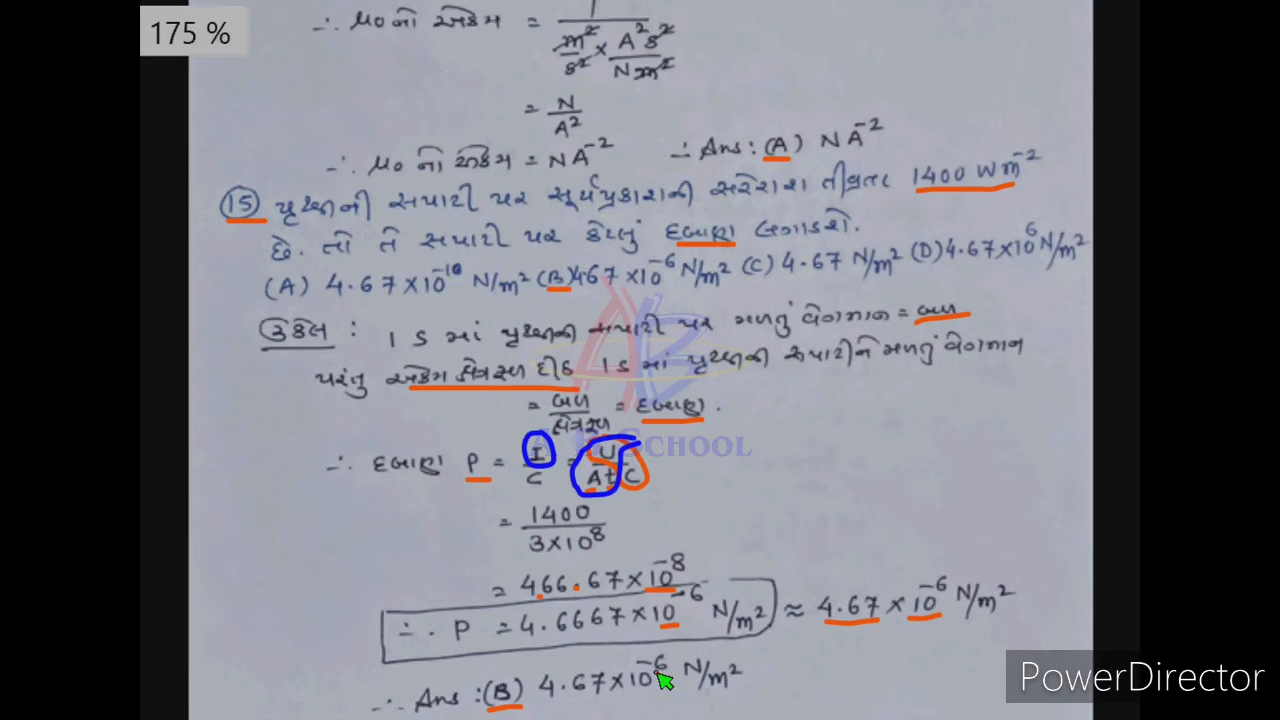 175 %
∴ μ0 નો એકમ = 1 / (m²/s² × A²s²/Nm²)
= N/A²
∴ μ0 નો એકમ = NA⁻² ∴ Ans: (A) NA⁻²
(15) પૃથ્વીની સપાટી પર સૂર્યપ્રકાશની સરેરાશ તીવ્રતા 1400 Wm⁻²
છે. તો તે સપાટી પર કેટલું દબાણ લગાડશે.
(A) 4.67×10⁻¹⁰ N/m² (B) 467×10⁻⁶ N/m² (C) 4.67 N/m² (D) 4.67×10⁶ N/m²
ઉકેલ : 1 s માં પૃથ્વીની સપાટી પર મળતું વેગમાન = બળ
પરંતુ એકમ ક્ષેત્રફળ દીઠ 1 s માં પૃથ્વીની સપાટીને મળતું વેગમાન
= બળ/ક્ષેત્રફળ = દબાણ.
A SCHOOL
∴ દબાણ P = I/C = U/AtC
= 1400/3×10⁸
= 466.67×10⁻⁸
∴ P = 4.6667×10⁻⁶ N/m² ≈ 4.67×10⁻⁶ N/m²
∴ Ans :(B) 4.67×10⁻⁶ N/m²
PowerDirector